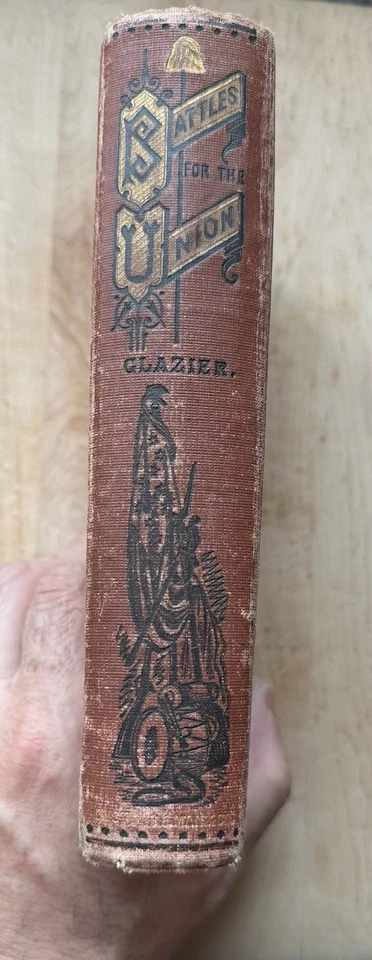 BATTLES
FOR THE
UNION
GLAZIER.